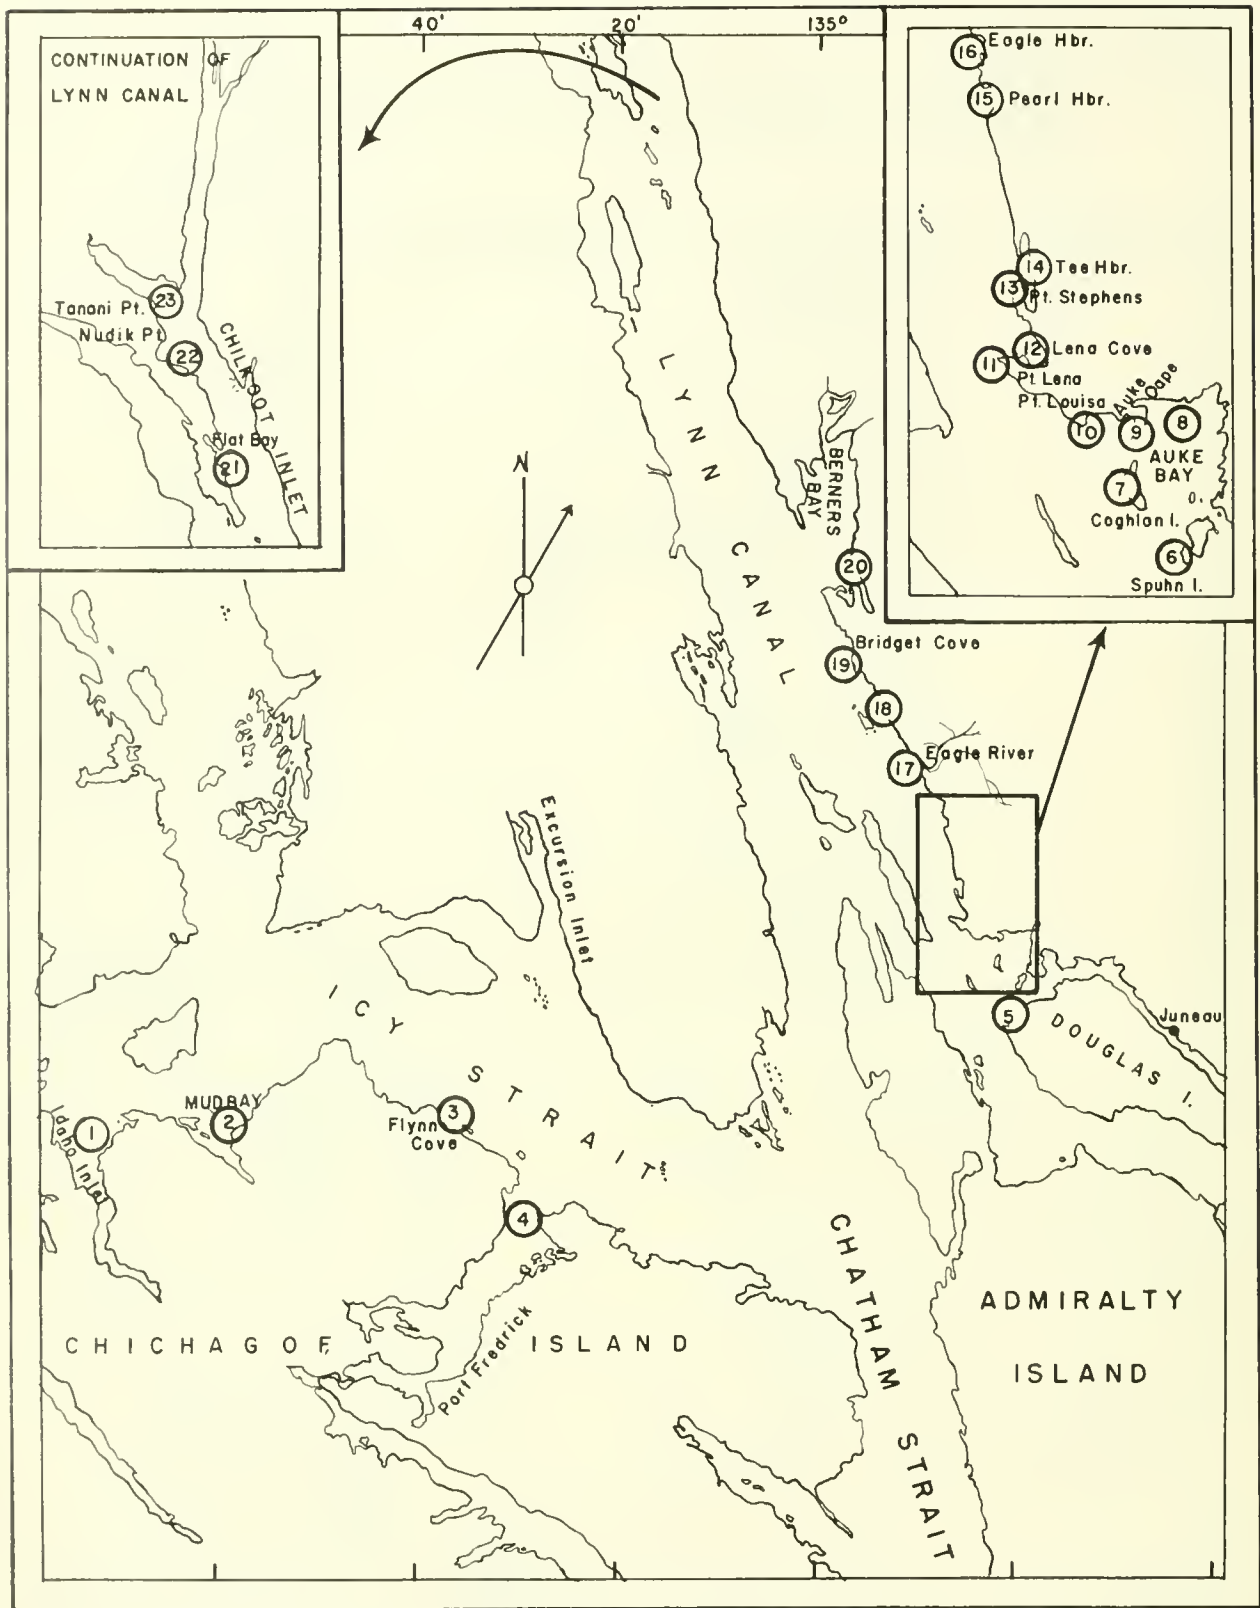 40' 20' 135°
CONTINUATION OF
LYNN CANAL
23
Tanani Pt.
Nudik Pt
22
CHILKOOT INLET
Flat Bay
21
16 Eagle Hbr.
15 Pearl Hbr.
14 Tee Hbr.
13 Pt. Stephens
12 Lena Cove
11
Pt. Lena
Pt. Louisa
Auke Cape
10
9
8
AUKE
BAY
7
Coghlan I.
6
Spuhn I.
LYNN CANAL
N
BERNERS
BAY
20
Bridget Cove
19
18
Eagle River
17
Excursion Inlet
ICY STRAIT
5
DOUGLAS I.
Juneau
Idaho Inlet
1
MUD BAY
2
Flynn
Cove
3
4
CHATHAM STRAIT
ADMIRALTY
ISLAND
CHICHAGOF ISLAND
Port Fredrick